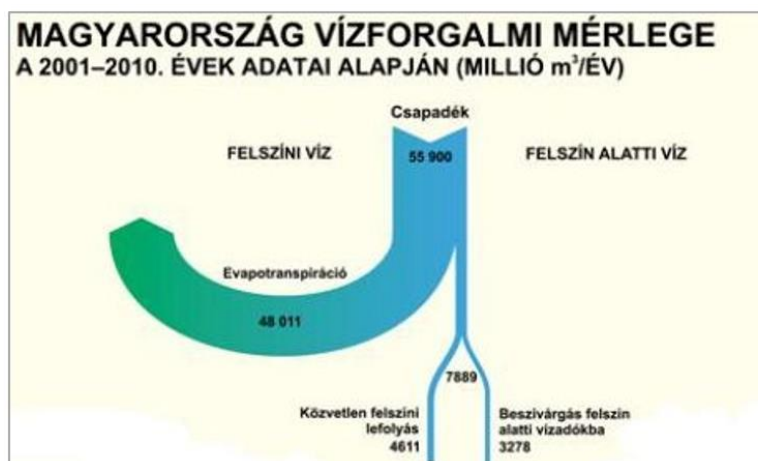 MAGYARORSZÁG VÍZFORGALMI MÉRLEGE
A 2001–2010. ÉVEK ADATAI ALAPJÁN (MILLIÓ m³/ÉV)
Csapadék
FELSZÍNI VÍZ
55 900
FELSZÍN ALATTI VÍZ
Evapotranspiráció
48 011
7889
Közvetlen felszíni
lefolyás
4611
Beszivárgás felszín
alatti vízadókba
3278